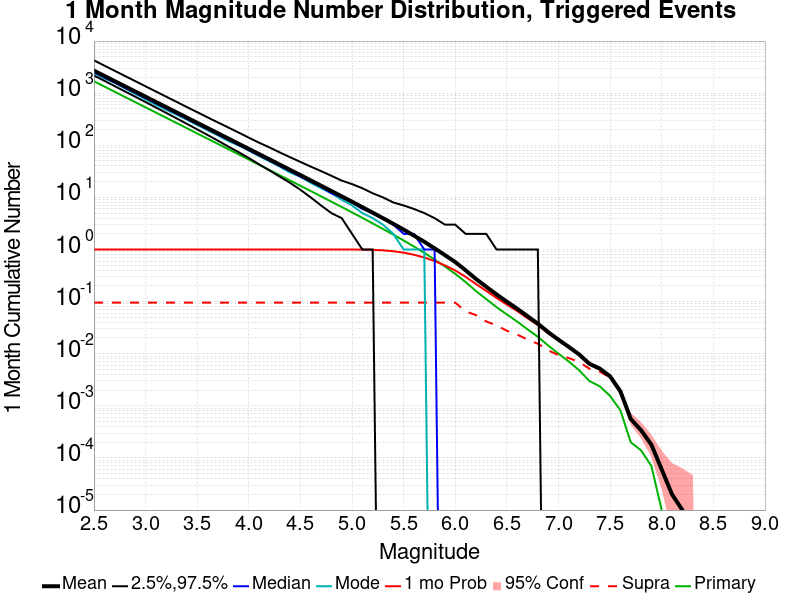 1 Month Magnitude Number Distribution, Triggered Events
1 Month Cumulative Number
10^4
10^3
10^2
10^1
10^0
10^-1
10^-2
10^-3
10^-4
10^-5
2.5 3.0 3.5 4.0 4.5 5.0 5.5 6.0 6.5 7.0 7.5 8.0 8.5 9.0
Magnitude
Mean 2.5%,97.5% Median Mode 1 mo Prob 95% Conf Supra Primary